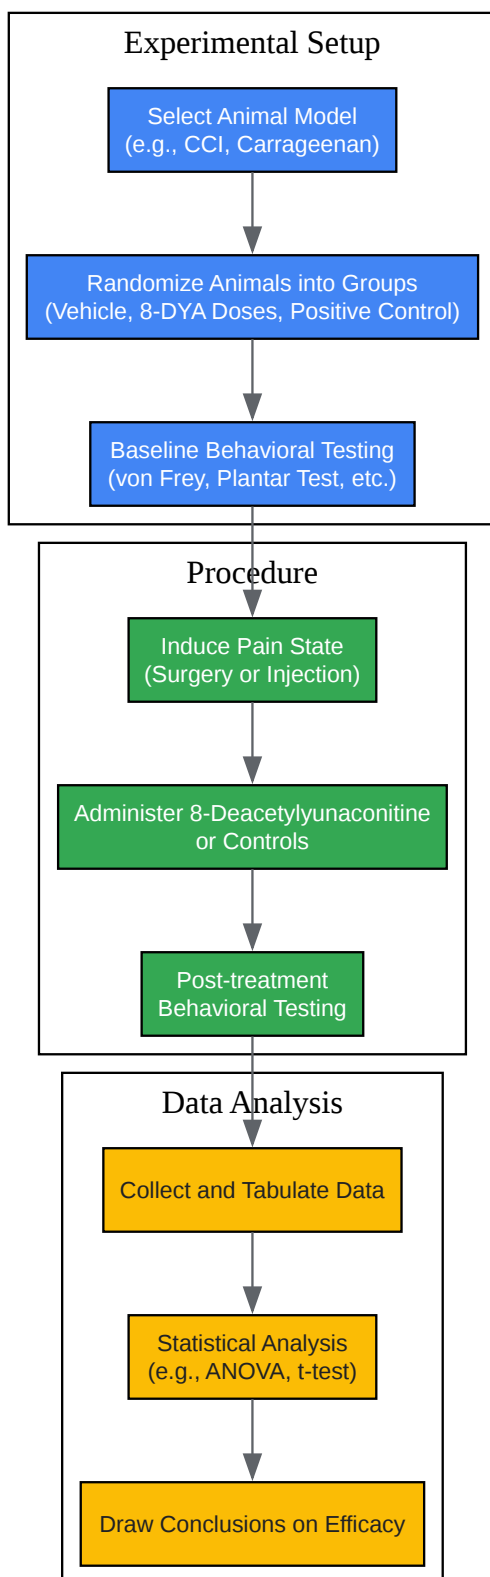 Experimental Setup
Select Animal Model
(e.g., CCI, Carrageenan)
Randomize Animals into Groups
(Vehicle, 8-DYA Doses, Positive Control)
Baseline Behavioral Testing
(von Frey, Plantar Test, etc.)
Procedure
Induce Pain State
(Surgery or Injection)
Administer 8-Deacetylyunaconitine
or Controls
Post-treatment
Behavioral Testing
Data Analysis
Collect and Tabulate Data
Statistical Analysis
(e.g., ANOVA, t-test)
Draw Conclusions on Efficacy